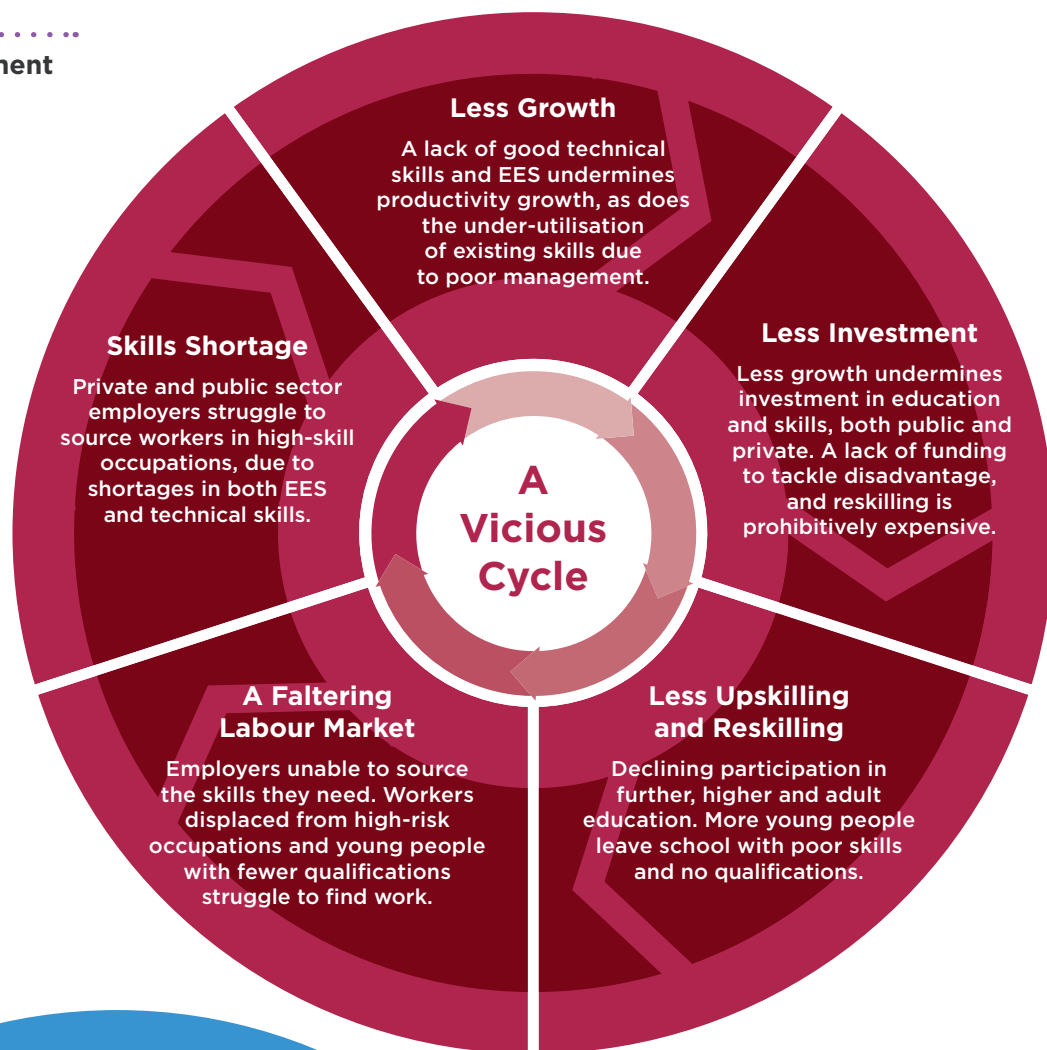 Less Growth
A lack of good technical
skills and EES undermines
productivity growth, as does
the under-utilisation
of existing skills due
to poor management.
Less Investment
Less growth undermines
investment in education
and skills, both public and
private. A lack of funding
to tackle disadvantage,
and reskilling is
prohibitively expensive.
Less Upskilling
and Reskilling
Declining participation in
further, higher and adult
education. More young people
leave school with poor skills
and no qualifications.
A Faltering
Labour Market
Employers unable to source
the skills they need. Workers
displaced from high-risk
occupations and young people
with fewer qualifications
struggle to find work.
Skills Shortage
Private and public sector
employers struggle to
source workers in high-skill
occupations, due to
shortages in both EES
and technical skills.
A
Vicious
Cycle